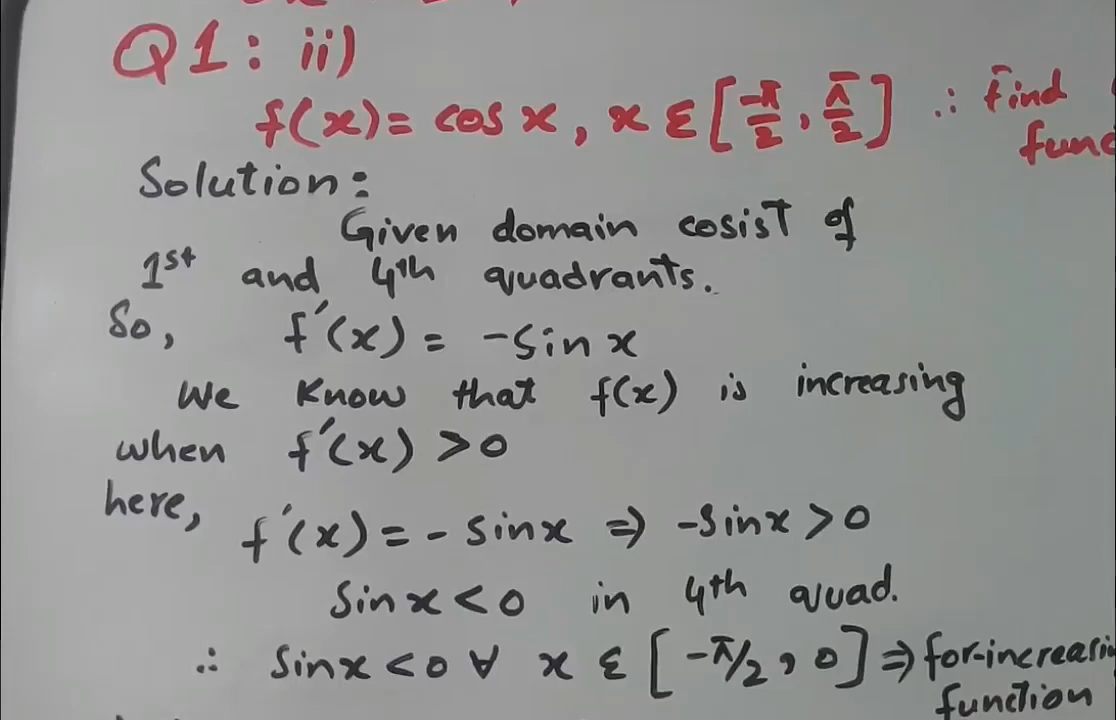 Q1: ii)
f(x) = cos x, x ε [-π/2, π/2] ∴ Find
func
Solution:
Given domain cosist of
1st and 4th quadrants.
So, f'(x) = -sin x
We know that f(x) is increasing
when f'(x) > 0
here,
f'(x) = - sinx ⇒ -sinx > 0
Sinx < 0 in 4th quad.
∴ Sinx < 0 ∀ x ε [-π/2, 0] ⇒ for-increasi
function